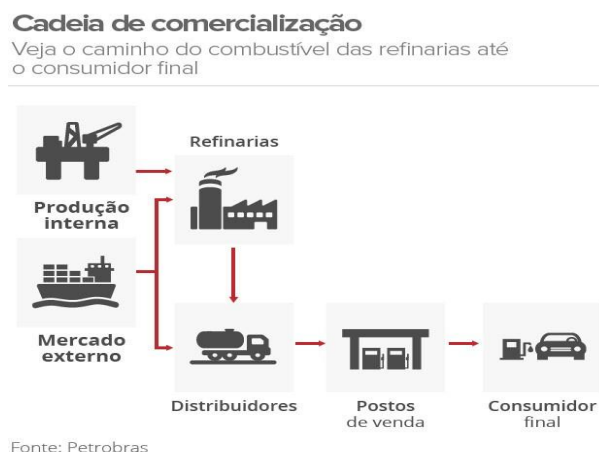 Cadeia de comercialização
Veja o caminho do combustível das refinarias até
o consumidor final
Refinarias
Produção
interna
Mercado
externo
Distribuidores
Postos
de venda
Consumidor
final
Fonte: Petrobras